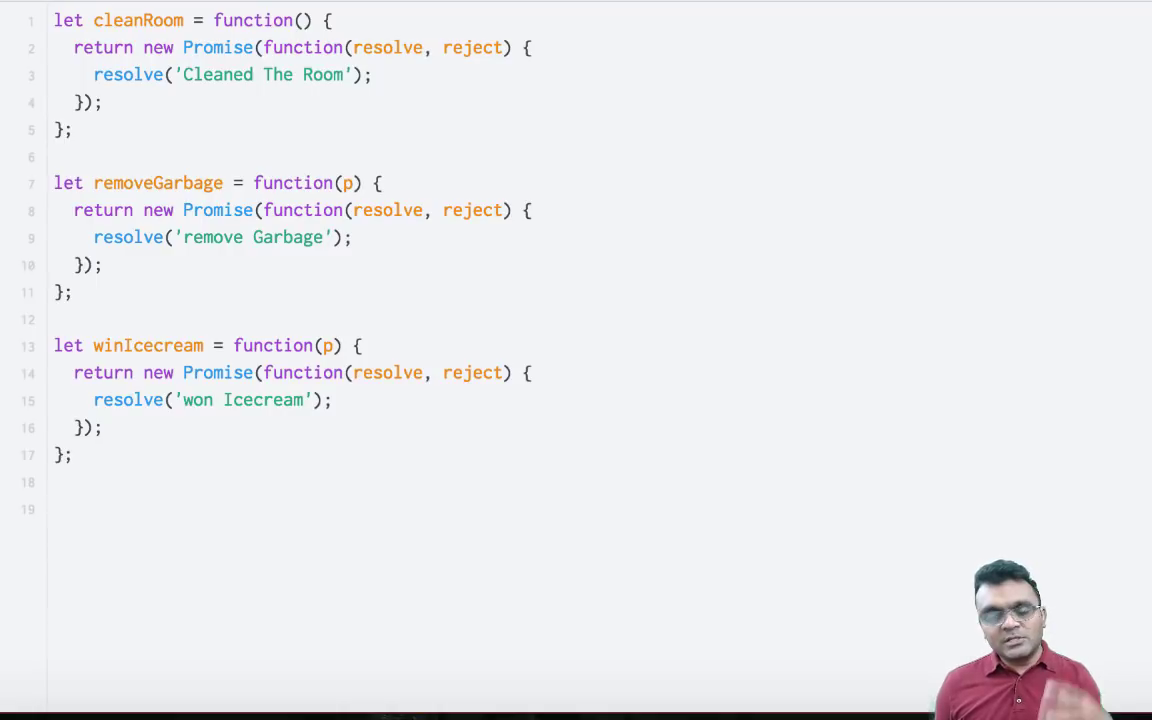 1 let cleanRoom = function() {
2 return new Promise(function(resolve, reject) {
3 resolve('Cleaned The Room');
4 });
5 };
6
7 let removeGarbage = function(p) {
8 return new Promise(function(resolve, reject) {
9 resolve('remove Garbage');
10 });
11 };
12
13 let winIcecream = function(p) {
14 return new Promise(function(resolve, reject) {
15 resolve('won Icecream');
16 });
17 };
18
19